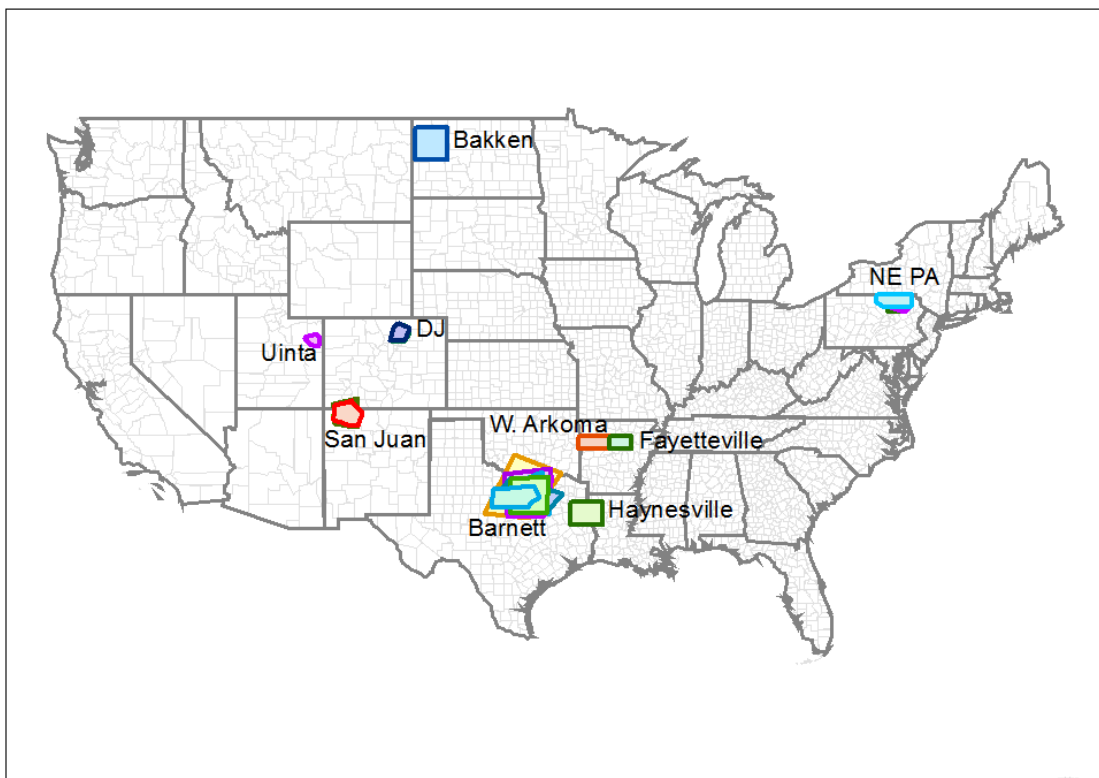 Bakken
NE PA
DJ
Uinta
W. Arkoma
San Juan
Fayetteville
Haynesville
Barnett